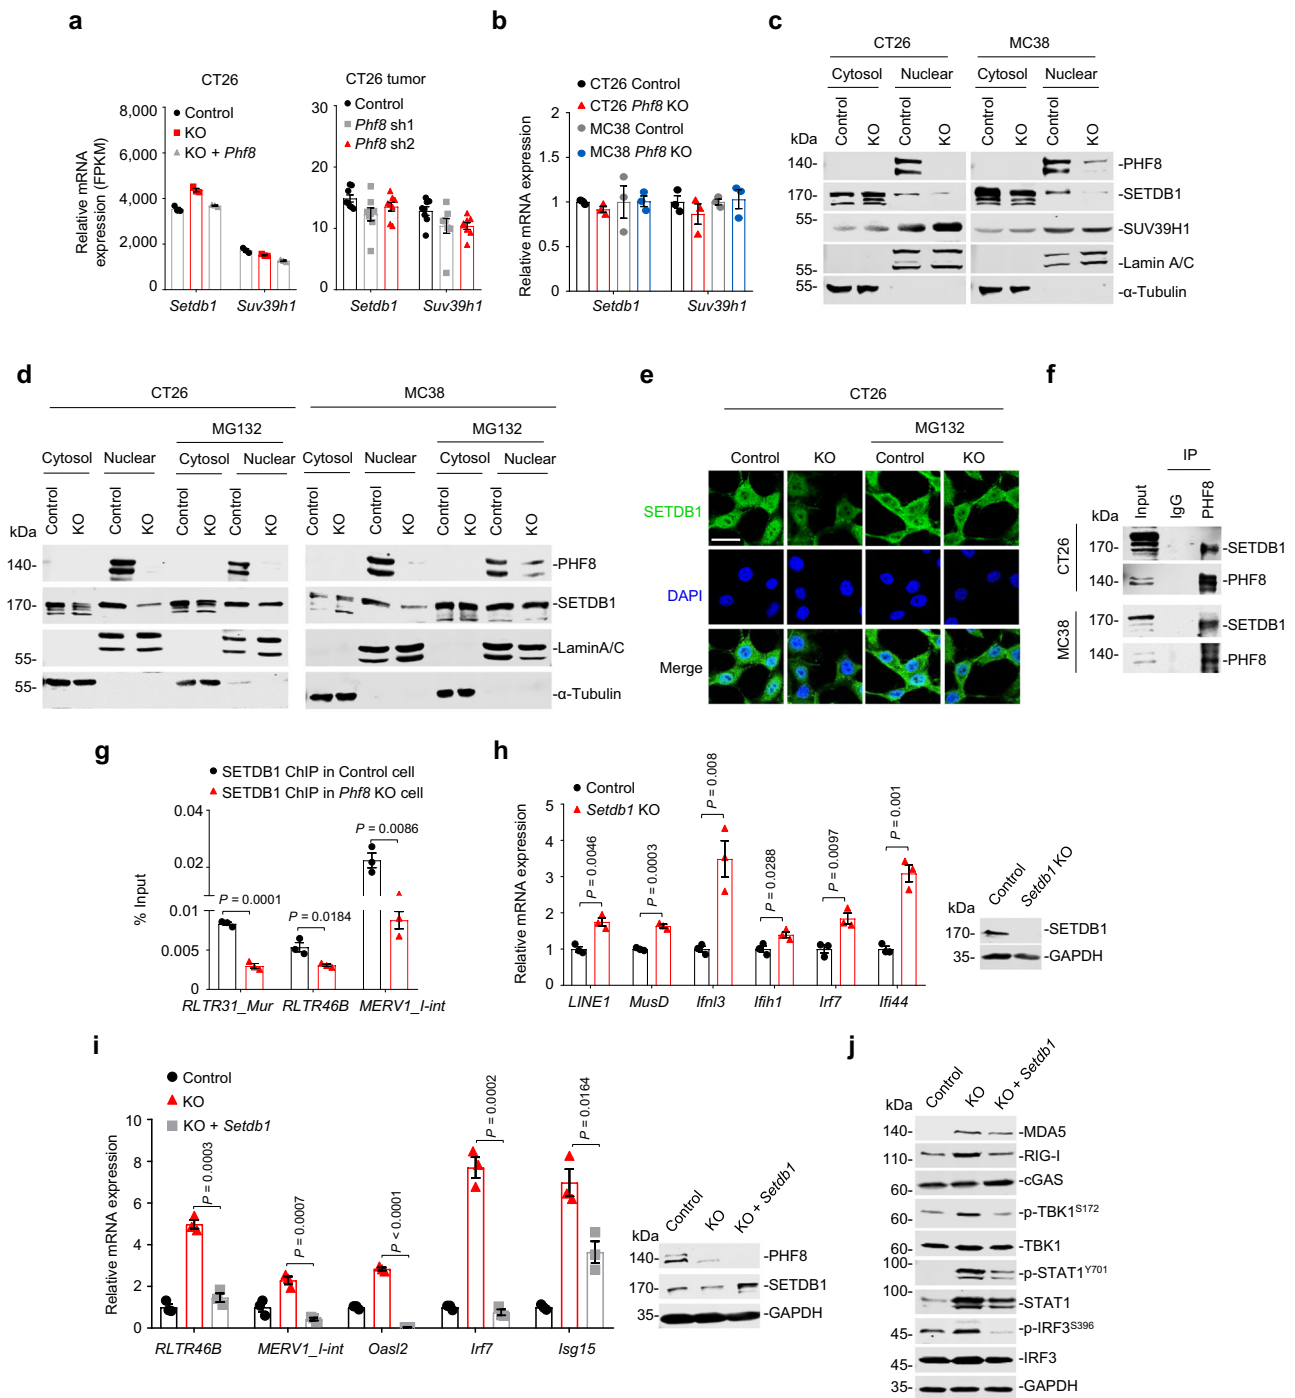 a
CT26
Relative mRNA expression (FPKM)
8,000
6,000
4,000
2,000
0
Control
KO
KO + Phf8
Setdb1
Suv39h1
CT26 tumor
30
20
10
0
Control
Phf8 sh1
Phf8 sh2
Setdb1
Suv39h1
b
Relative mRNA expression
2
1.5
1
0.5
0
CT26 Control
CT26 Phf8 KO
MC38 Control
MC38 Phf8 KO
Setdb1
Suv39h1
c
CT26
MC38
Cytosol
Nuclear
Cytosol
Nuclear
kDa
Control
KO
Control
KO
Control
KO
Control
KO
140-
-PHF8
170-
-SETDB1
55-
-SUV39H1
55-
-Lamin A/C
55-
-α-Tubulin
d
CT26
MC38
MG132
MG132
Cytosol
Nuclear
Cytosol
Nuclear
Cytosol
Nuclear
Cytosol
Nuclear
kDa
Control
KO
Control
KO
Control
KO
Control
KO
Control
KO
Control
KO
Control
KO
Control
KO
140-
-PHF8
170-
-SETDB1
55-
-LaminA/C
55-
-α-Tubulin
e
CT26
MG132
Control
KO
Control
KO
SETDB1
DAPI
Merge
f
IP
kDa
Input
IgG
PHF8
CT26
170-
-SETDB1
140-
-PHF8
MC38
170-
-SETDB1
140-
-PHF8
g
SETDB1 ChIP in Control cell
SETDB1 ChIP in Phf8 KO cell
% Input
0.04
0.02
0.01
0.005
0
P = 0.0001
P = 0.0184
P = 0.0086
RLTR31_Mur
RLTR46B
MERV1_I-int
h
Control
Setdb1 KO
Relative mRNA expression
5
4
3
2
1
0
P = 0.0046
P = 0.0003
P = 0.008
P = 0.0288
P = 0.0097
P = 0.001
LINE1
MusD
Ifnl3
Ifih1
Irf7
Ifi44
Control
Setdb1 KO
kDa
170-
-SETDB1
35-
-GAPDH
i
Control
KO
KO + Setdb1
Relative mRNA expression
10
8
6
4
2
0
P = 0.0003
P = 0.0007
P < 0.0001
P = 0.0002
P = 0.0164
RLTR46B
MERV1_I-int
Oasl2
Irf7
Isg15
Control
KO
KO + Setdb1
kDa
140-
-PHF8
170-
-SETDB1
35-
-GAPDH
j
Control
KO
KO + Setdb1
kDa
140-
-MDA5
110-
-RIG-I
60-
-cGAS
60-
-p-TBK1S172
60-
-TBK1
100-
-p-STAT1Y701
100-
-STAT1
45-
-p-IRF3S396
45-
-IRF3
35-
-GAPDH